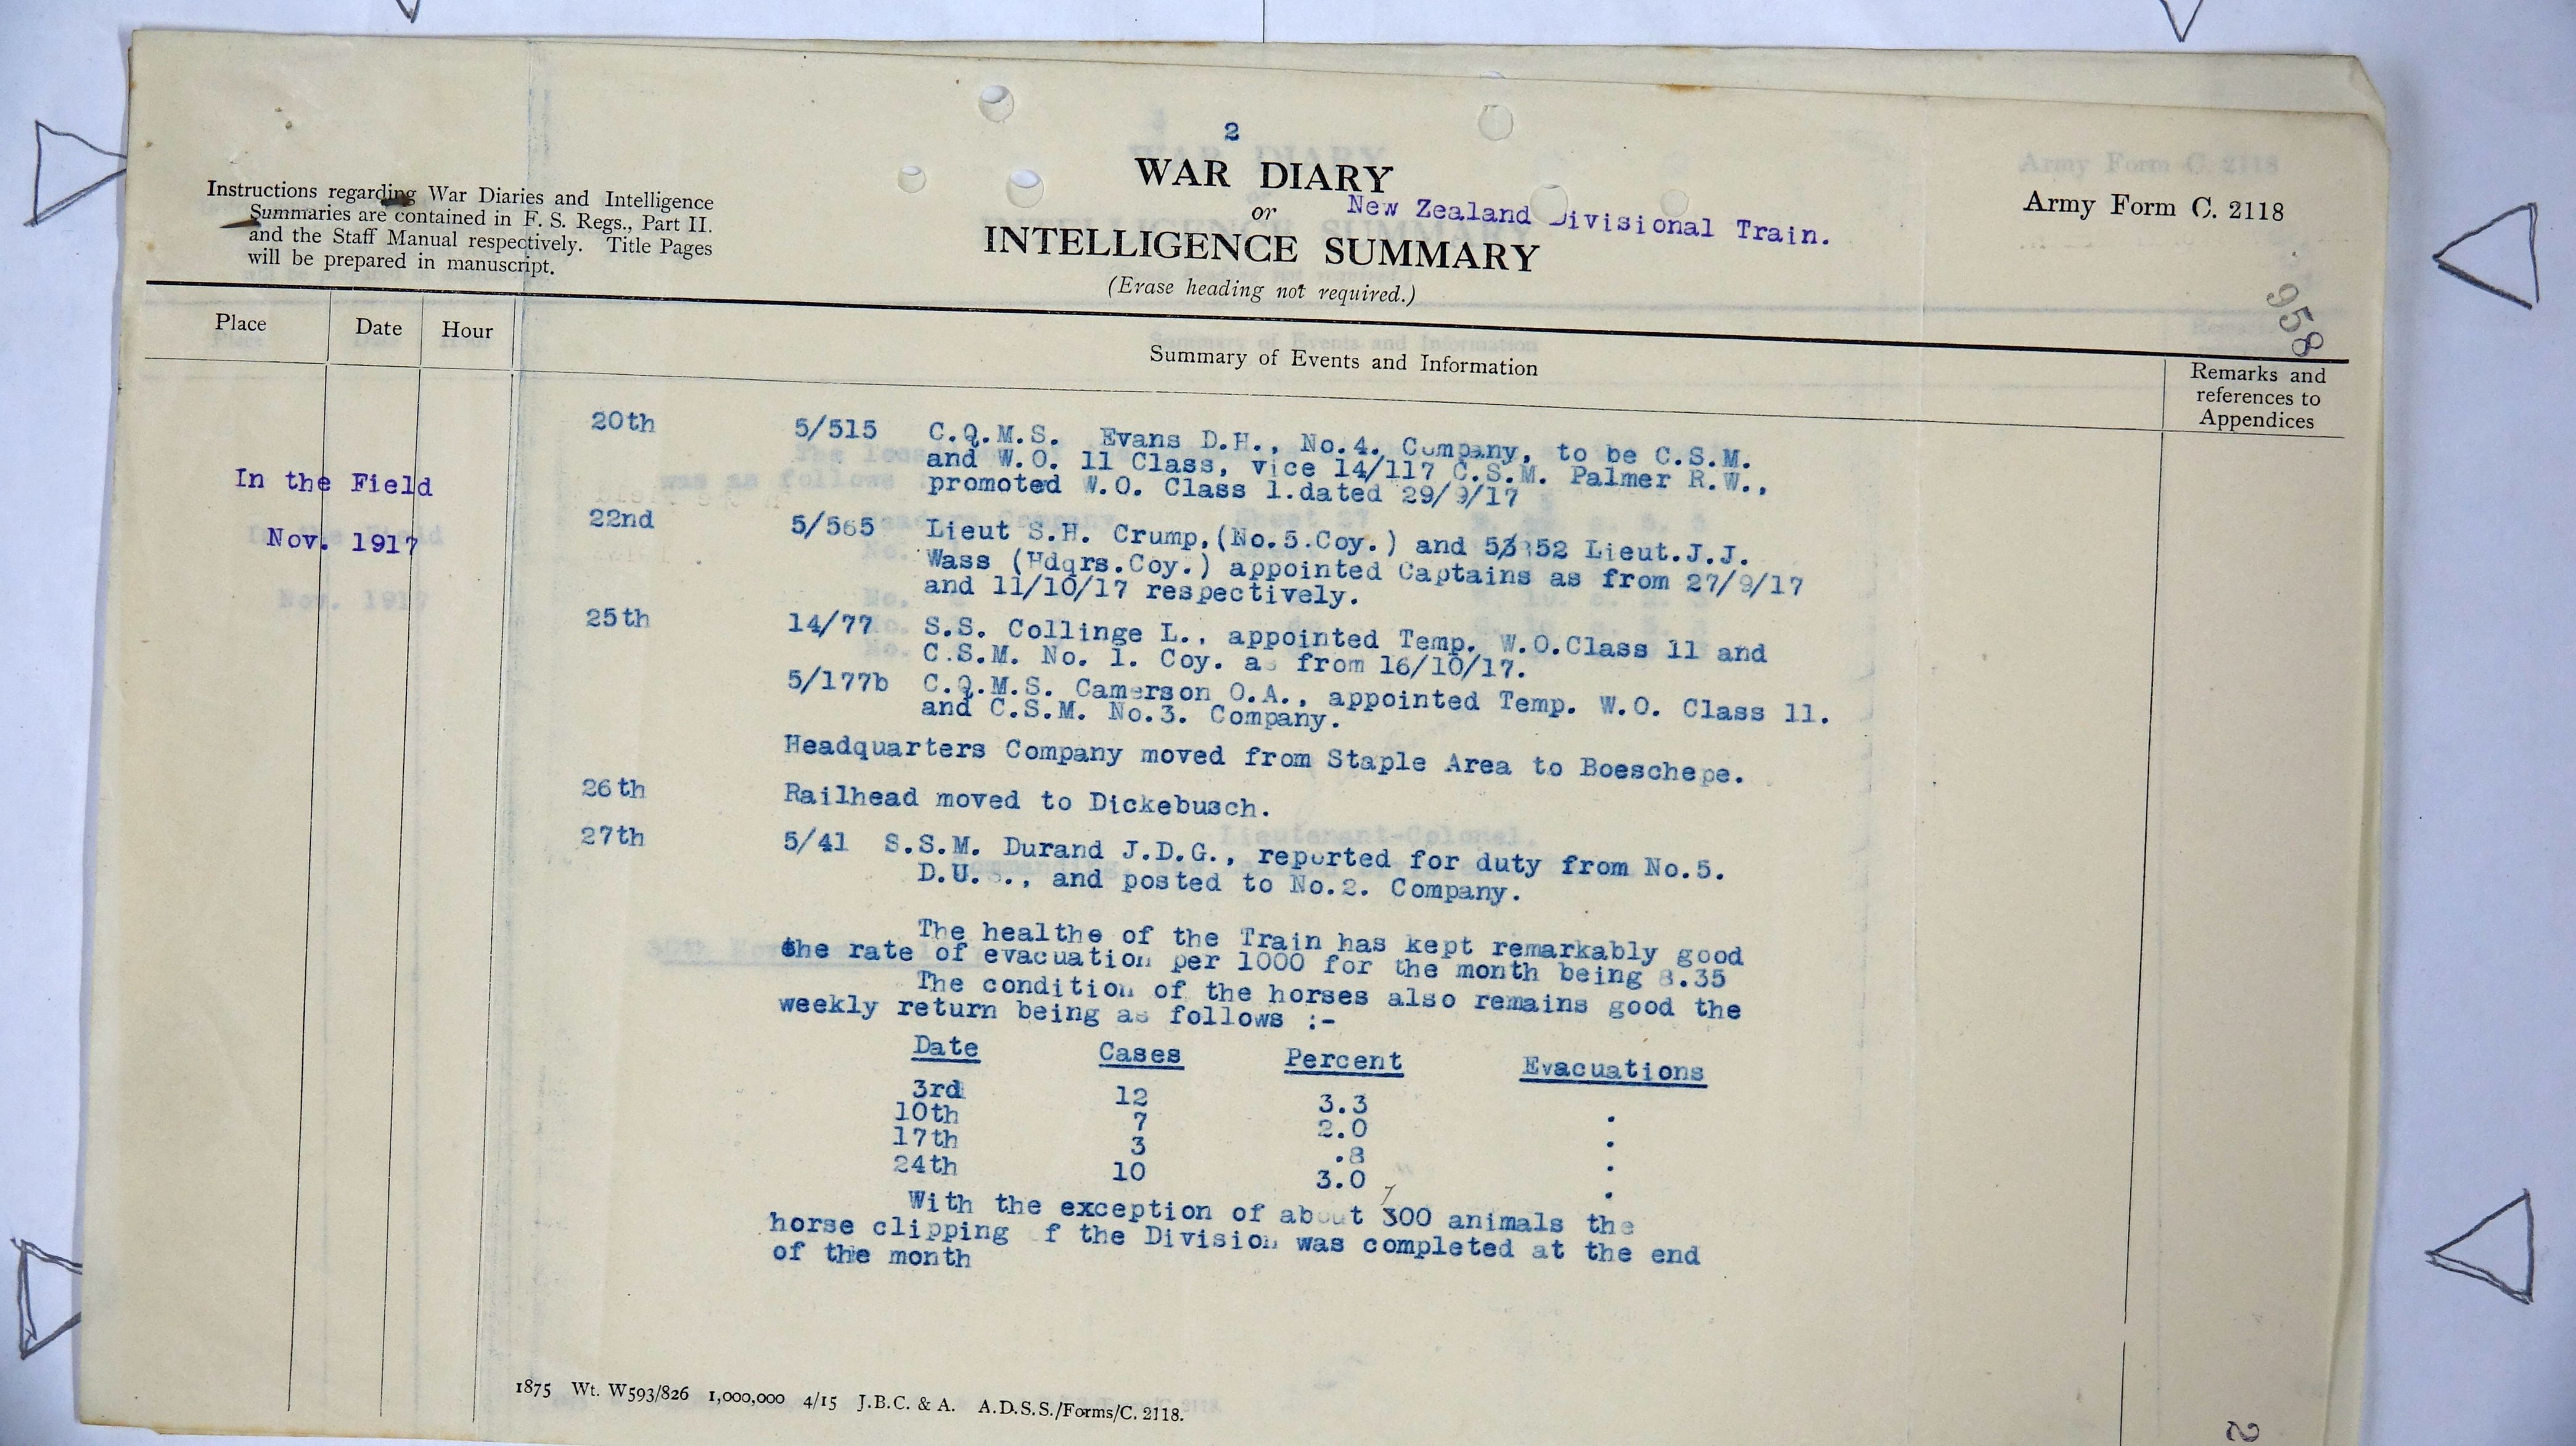 2
WAR DIARY
or
New Zealand Divisional Train.
INTELLIGENCE SUMMARY
(Erase heading not required.)
Instructions regarding War Diaries and Intelligence
Summaries are contained in F. S. Regs., Part II.
and the Staff Manual respectively. Title Pages
will be prepared in manuscript.
Army Form C. 2118
958
Place Date Hour
Summary of Events and Information
Remarks and
references to
Appendices
In the Field
Nov. 1917
20th 5/515 C.Q.M.S. Evans D.H., No.4. Company, to be C.S.M.
and W.O. 11 Class, vice 14/117 C.S.M. Palmer R.W.,
promoted W.O. Class 1.dated 29/9/17
22nd 5/565 Lieut S.H. Crump,(No.5.Coy.) and Lieut.J.J.
Wass (Hdqrs.Coy.) appointed Captains as from 27/9/17
and 11/10/17 respectively.
25th 14/77 S.S. Collinge L., appointed Temp. W.O.Class 11 and
C.S.M. No. 1. Coy. as from 16/10/17.
5/177b C.Q.M.S. Camerson O.A., appointed Temp. W.O. Class 11.
and C.S.M. No.3. Company.
Headquarters Company moved from Staple Area to Boeschepe.
26th Railhead moved to Dickebusch.
27th 5/41 S.S.M. Durand J.D.G., reported for duty from No.5.
D.U. ., and posted to No.2. Company.
The healthe of the Train has kept remarkably good
the rate of evacuation per 1000 for the month being 8.35
The condition of the horses also remains good the
weekly return being as follows :-
Date Cases Percent Evacuations
3rd 12 3.3 .
10th 7 2.0 .
17th 3 .8 .
24th 10 3.0 .
With the exception of about 700 animals the
horse clipping f the Division was completed at the end
of the month
1875 Wt. W593/826 1,000,000 4/15 J.B.C. & A. A.D.S.S./Forms/C. 2118.
2